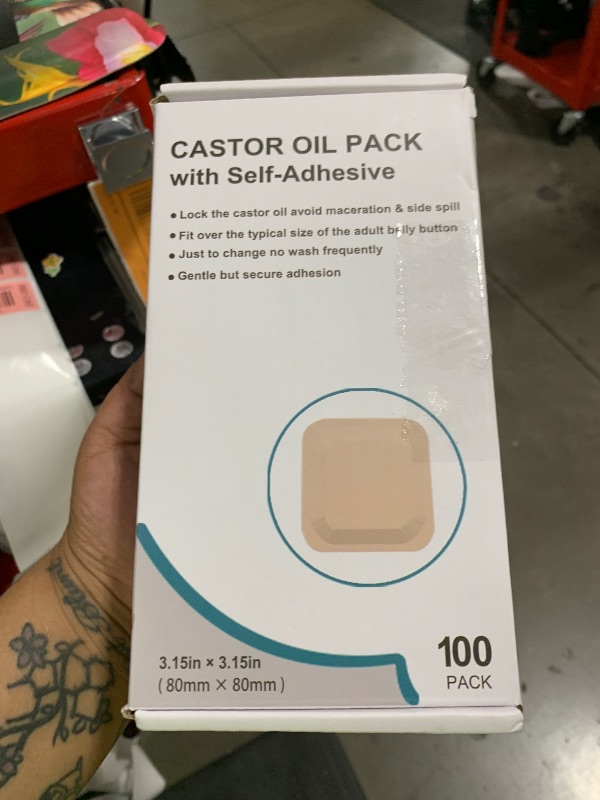 CASTOR OIL PACK
with Self-Adhesive
● Lock the castor oil avoid maceration & side spill
● Fit over the typical size of the adult belly button
● Just to change no wash frequently
● Gentle but secure adhesion
3.15in × 3.15in
( 80mm × 80mm )
100
PACK